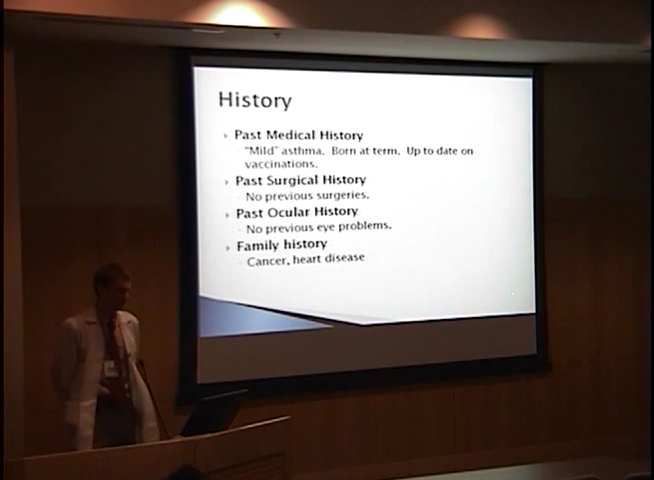 History
Past Medical History
"Mild" asthma. Born at term. Up to date on
vaccinations.
Past Surgical History
No previous surgeries.
Past Ocular History
No previous eye problems.
Family history
Cancer, heart disease